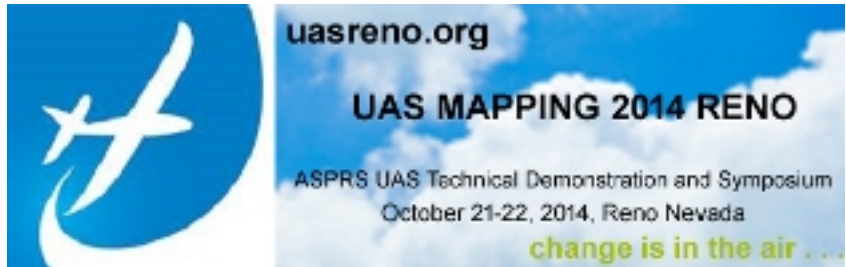 uasreno.org
UAS MAPPING 2014 RENO
ASPRS UAS Technical Demonstration and Symposium
October 21-22, 2014, Reno Nevada
change is in the air . . .